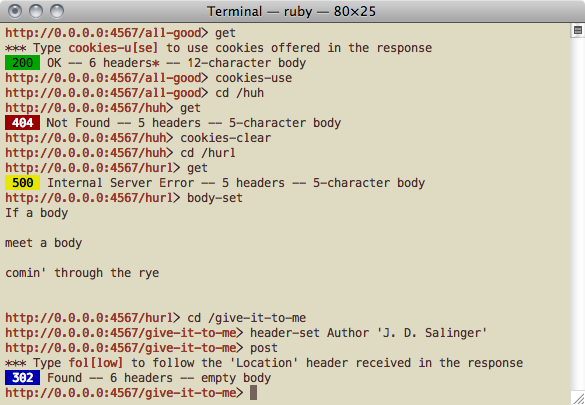 Terminal — ruby — 80×25
http://0.0.0.0:4567/all-good> get
*** Type cookies-u[se] to use cookies offered in the response
200 OK -- 6 headers* -- 12-character body
http://0.0.0.0:4567/all-good> cookies-use
http://0.0.0.0:4567/all-good> cd /huh
http://0.0.0.0:4567/huh> get
404 Not Found -- 5 headers -- 5-character body
http://0.0.0.0:4567/huh> cookies-clear
http://0.0.0.0:4567/huh> cd /hurl
http://0.0.0.0:4567/hurl> get
500 Internal Server Error -- 5 headers -- 5-character body
http://0.0.0.0:4567/hurl> body-set
If a body
meet a body
comin' through the rye
http://0.0.0.0:4567/hurl> cd /give-it-to-me
http://0.0.0.0:4567/give-it-to-me> header-set Author 'J. D. Salinger'
http://0.0.0.0:4567/give-it-to-me> post
*** Type fol[low] to follow the 'Location' header received in the response
302 Found -- 6 headers -- empty body
http://0.0.0.0:4567/give-it-to-me>